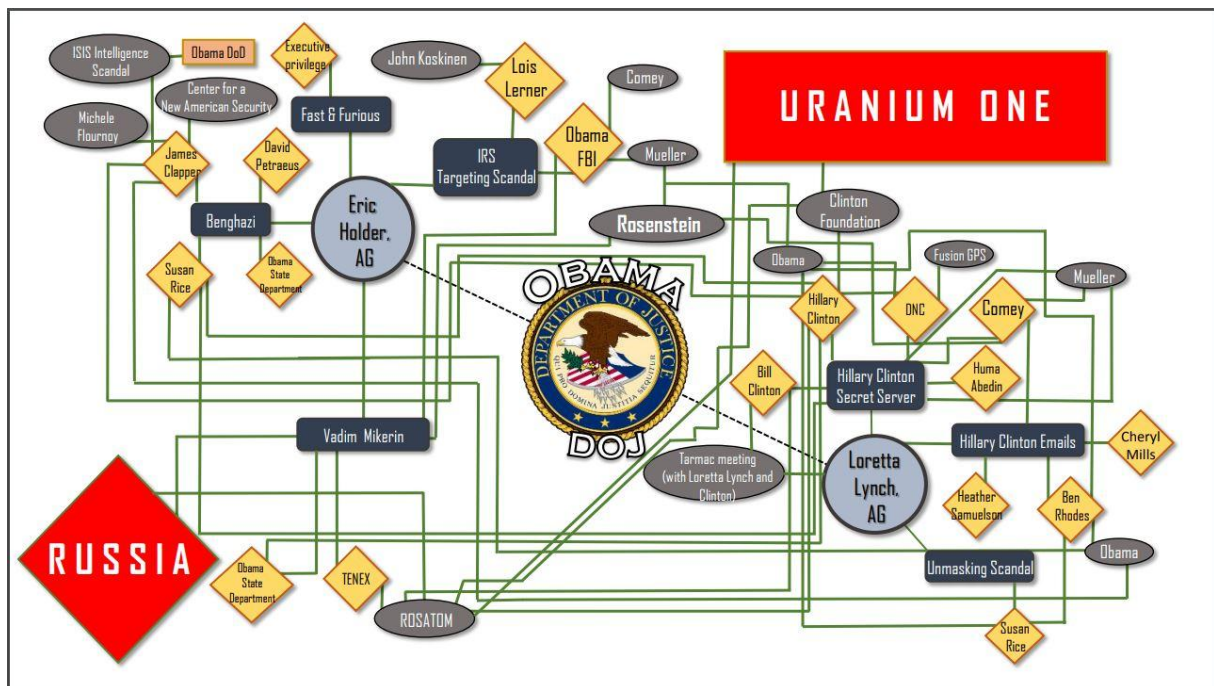 ISIS Intelligence
Scandal
Obama DoD
Executive
privilege
John Koskinen
Lois
Lerner
Comey
URANIUM ONE
Center for a
New American Security
Fast & Furious
Michele
Flournoy
Obama
FBI
James
Clapper
David
Petraeus
IRS
Targeting Scandal
Mueller
Benghazi
Eric
Holder,
AG
Rosenstein
Clinton
Foundation
Susan
Rice
Obama
State
Department
Obama
Fusion GPS
Mueller
Hillary
Clinton
DNC
Comey
OBAMA
DEPARTMENT OF JUSTICE
QUI PRO DOMINA JUSTITIA SEQUITUR
DOJ
Bill
Clinton
Hillary Clinton
Secret Server
Huma
Abedin
Vadim Mikerin
Hillary Clinton Emails
Cheryl
Mills
Tarmac meeting
(with Loretta Lynch and
Clinton)
Loretta
Lynch,
AG
Heather
Samuelson
Ben
Rhodes
RUSSIA
Obama
State
Department
TENEX
ROSATOM
Unmasking Scandal
Obama
Susan
Rice